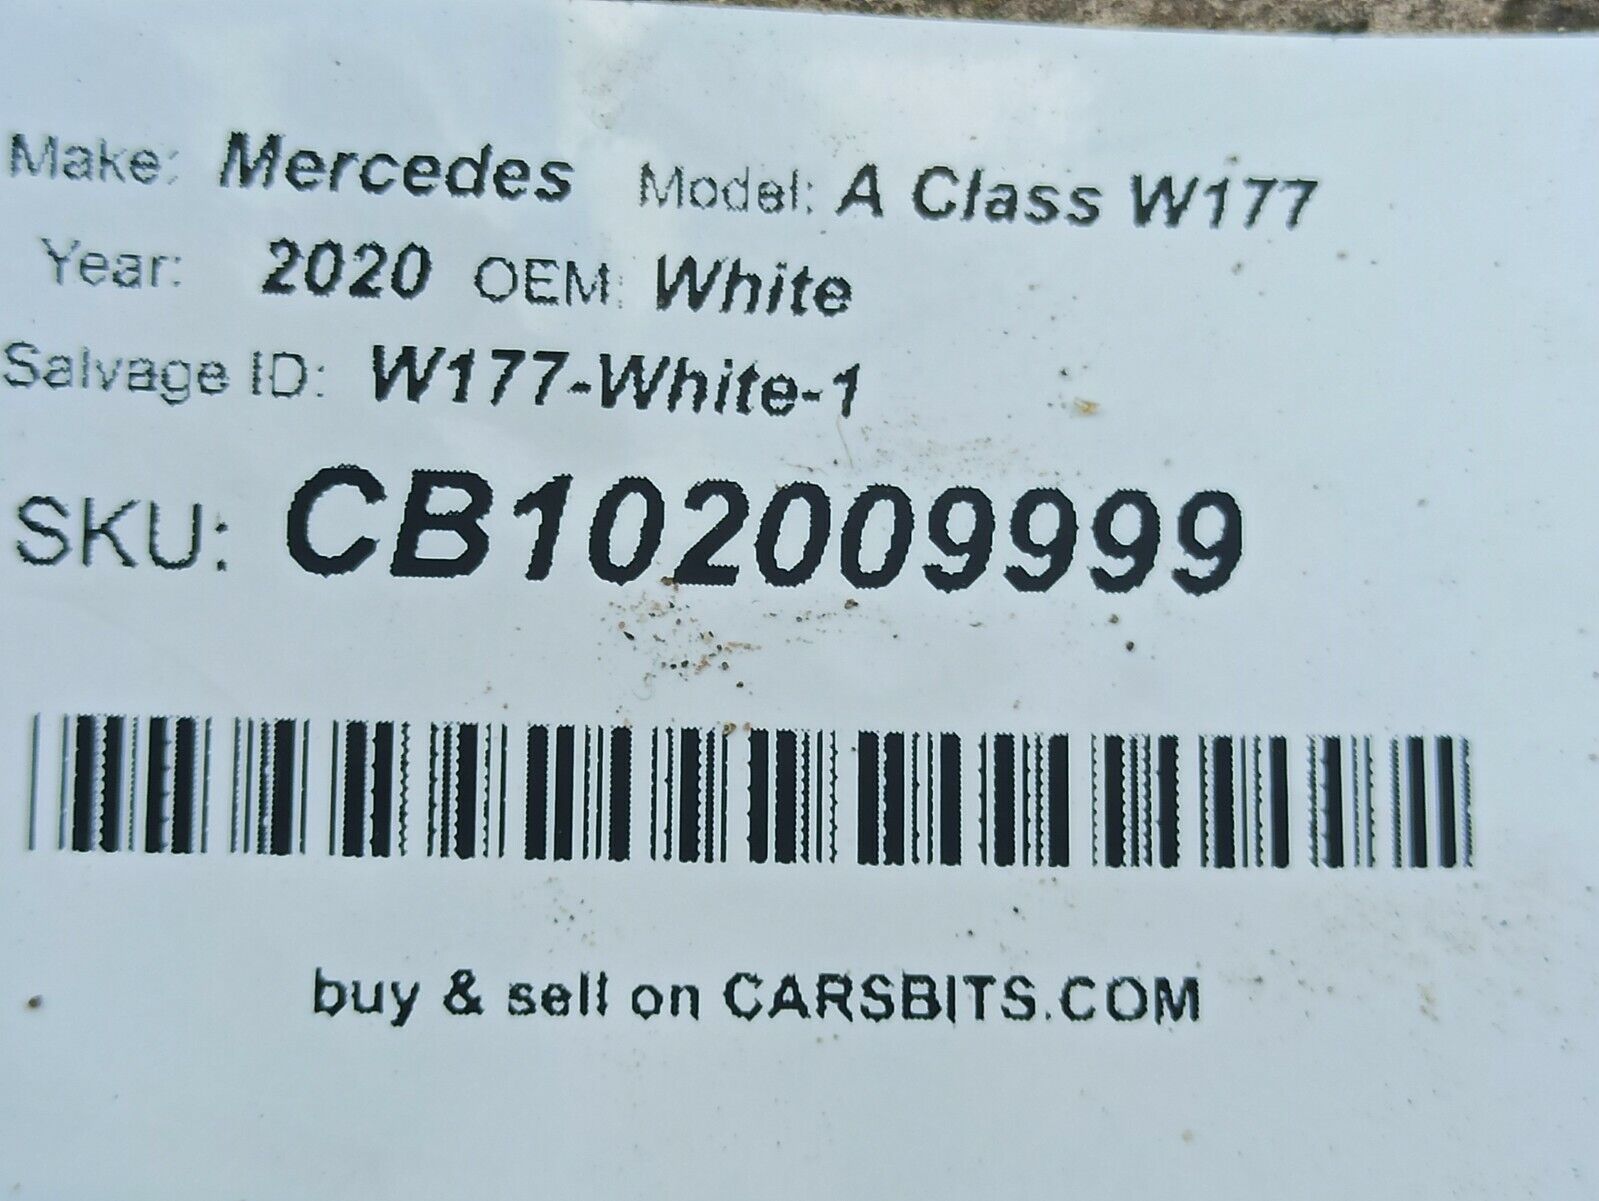 Make: Mercedes Model: A Class W177
Year: 2020 OEM: White
Salvage ID: W177-White-1
SKU: CB102009999
buy & sell on CARSBITS.COM